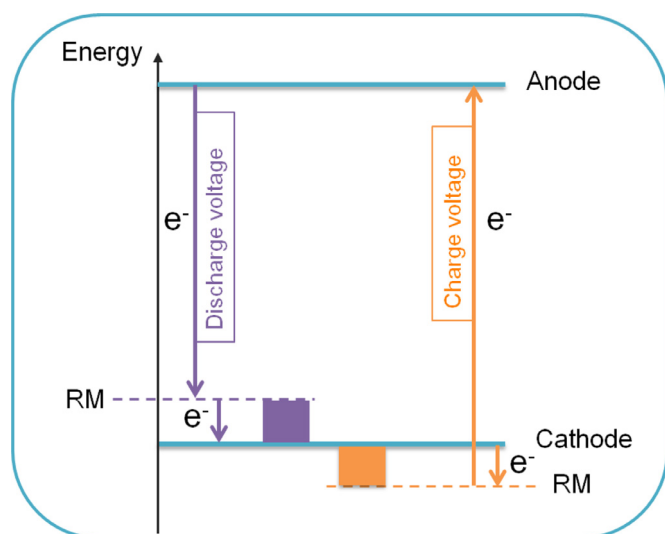 Energy
Anode
Discharge voltage
Charge voltage
e-
e-
RM
e-
Cathode
e-
RM